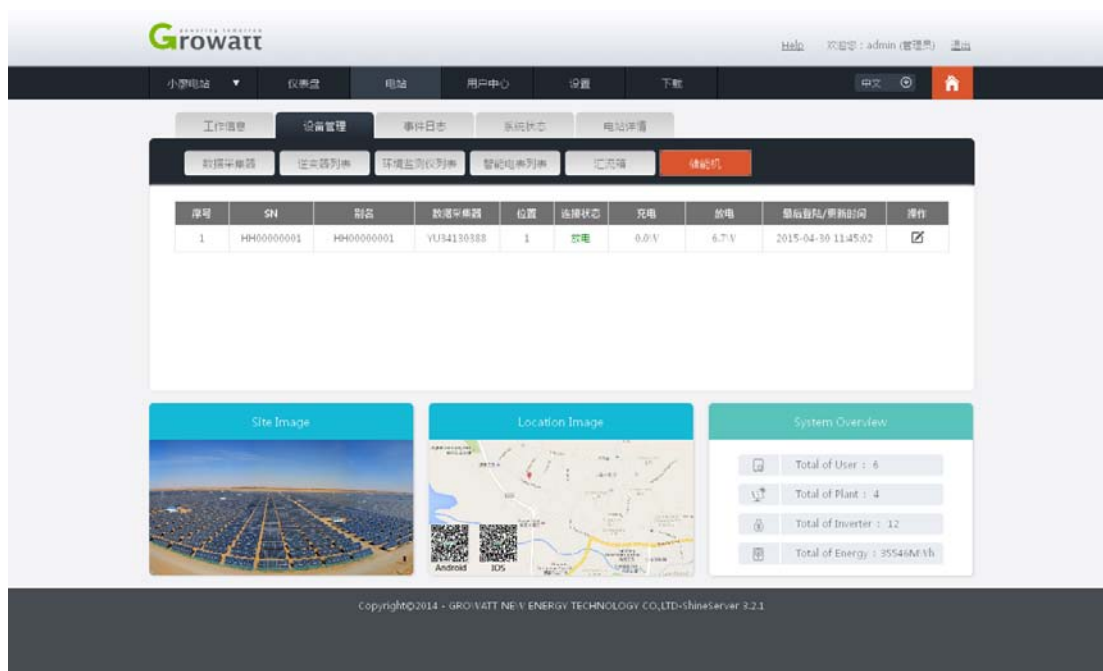 powering tomorrow
Growatt
Help 欢迎您：admin (管理员) 退出
小廖电站 ▼ 仪表盘 电站 用户中心 设置 下载 中文
工作信息 设备管理 事件日志 系统状态 电站详情
数据采集器 逆变器列表 环境监测仪列表 智能电表列表 汇流箱 储能机
序号 SN 别名 数据采集器 位置 连接状态 充电 放电 最后登陆/更新时间 操作
1 HH00000001 HH00000001 YU34130388 1 放电 0.0W 6.7W 2015-04-30 11:45:02
Site Image Location Image System Overview
Total of User : 6
Total of Plant : 4
Total of Inverter : 12
Total of Energy : 35546MWh
Android IOS
Copyright©2014 - GROWATT NEW ENERGY TECHNOLOGY CO,LTD-ShineServer 3.2.1